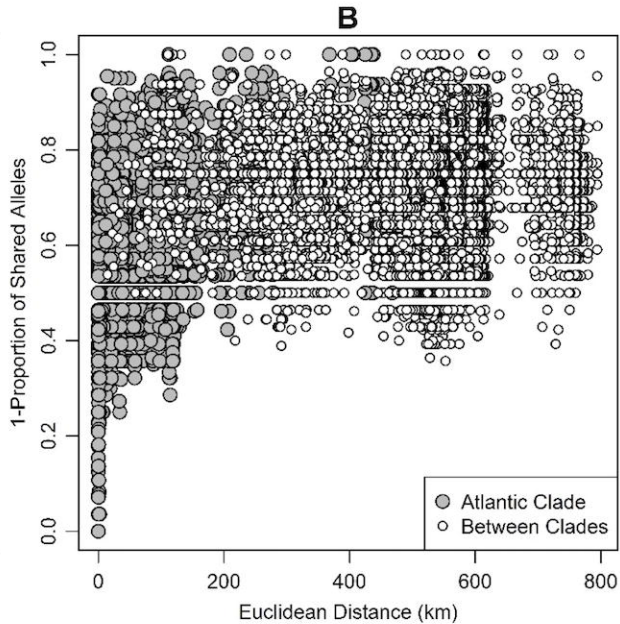 B
1-Proportion of Shared Alleles
1.0
0.8
0.6
0.4
0.2
0.0
Atlantic Clade
Between Clades
0 200 400 600 800
Euclidean Distance (km)